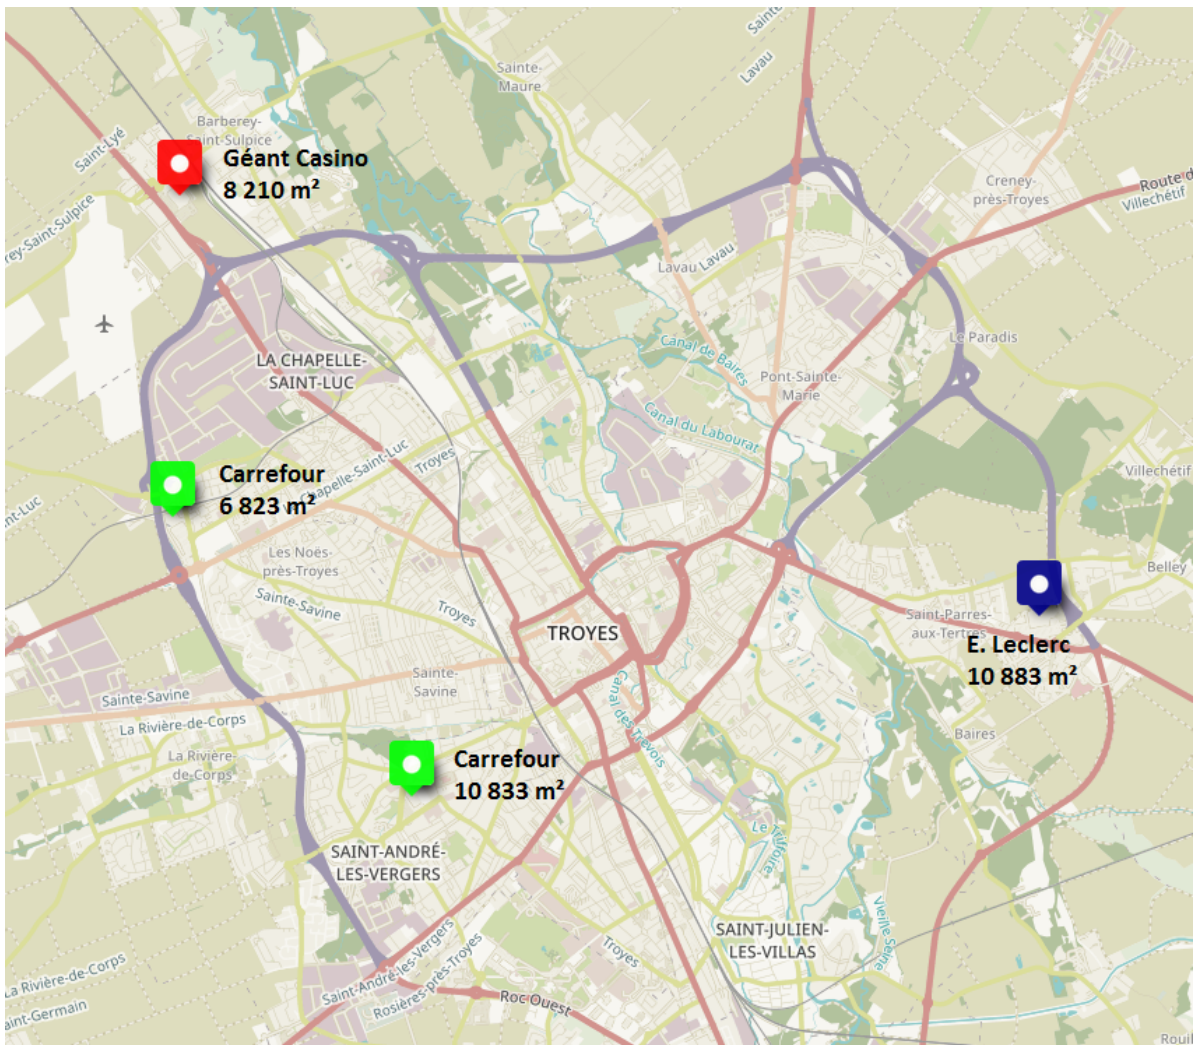 Sainte-
Maure
Sainte
Lavau
Barberey-
Saint-Sulpice
Saint-Lyé
Géant Casino
8 210 m²
Creney-
près-Troyes
Route d
Villechétif
rey-Saint-Sulpice
Lavau Lavau
Le Paradis
LA CHAPELLE-
SAINT-LUC
Canal de Baires
Pont-Sainte-
Marie
Canal du Labourat
Chapelle-Saint-Luc
Troyes
Villechétif
Carrefour
6 823 m²
nt-Luc
Les Noës-
près-Troyes
Belley
Sainte-Savine
Troyes
Saint-Parres-
aux-Tertres
TROYES
E. Leclerc
10 883 m²
Sainte-
Savine
Sainte-Savine
La Rivière-de-Corps
Canal des Trevois
Baires
La Rivière-
de-Corps
Carrefour
10 833 m²
SAINT-ANDRÉ-
LES-VERGERS
Le Triffoire
Vieille Seine
SAINT-JULIEN-
LES-VILLAS
Troyes
Saint-André-les-Vergers
Rosières-près-Troyes
La Rivière-de-Corps
aint-Germain
Roc Ouest
Roui